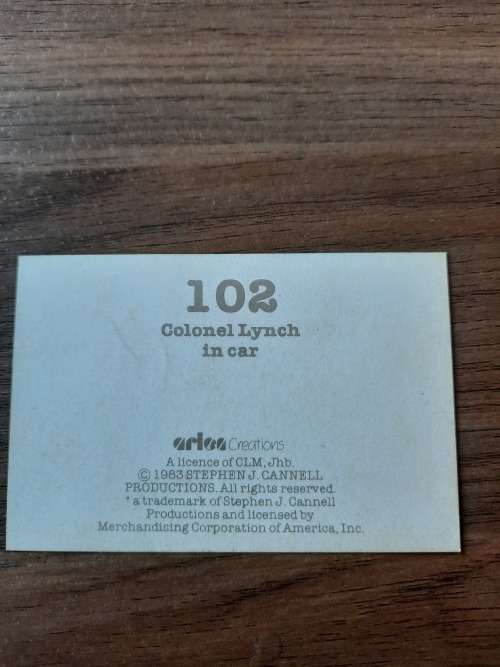 102
Colonel Lynch
in car
arica Creations
A licence of CLM, Jhb.
© 1983 STEPHEN J. CANNELL
PRODUCTIONS. All rights reserved.
* a trademark of Stephen J. Cannell
Productions and licensed by
Merchandising Corporation of America, Inc.